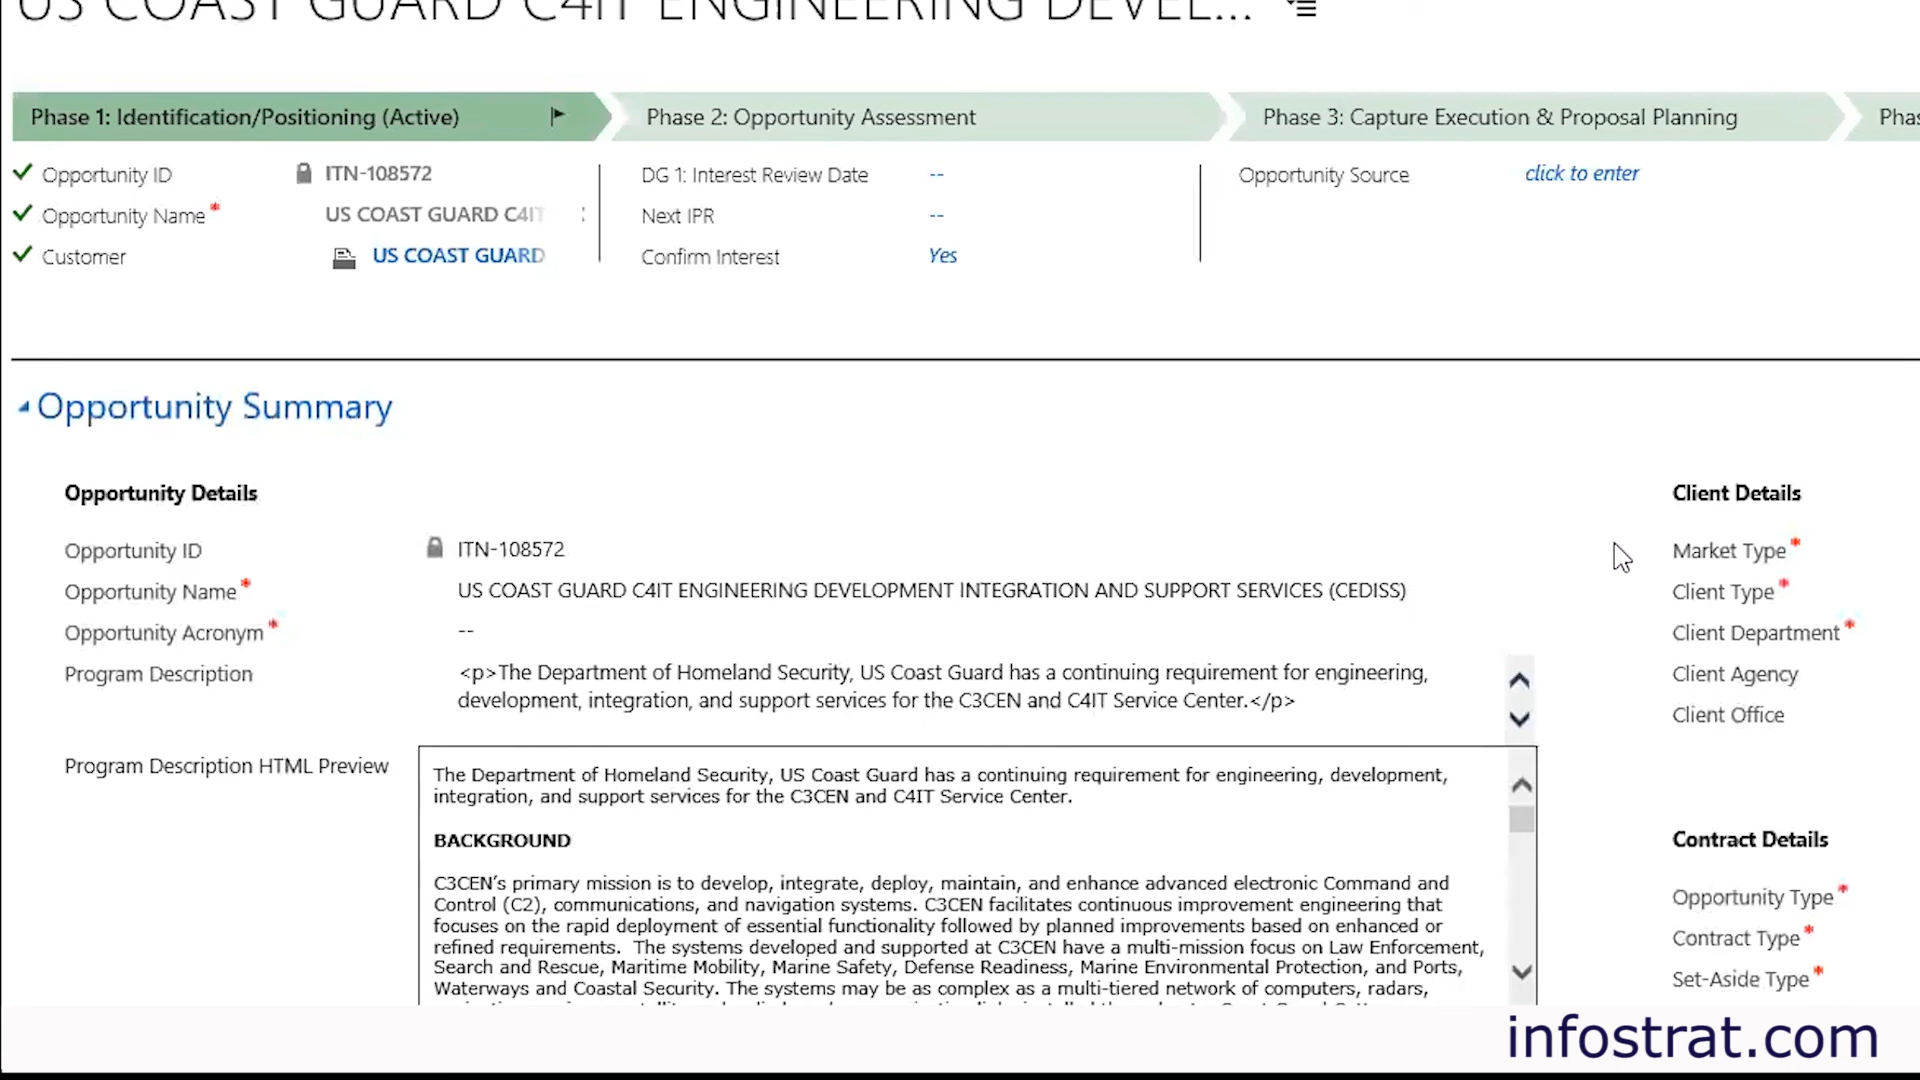 US COAST GUARD C4IT ENGINEERING DEVEL...
Phase 1: Identification/Positioning (Active)
Phase 2: Opportunity Assessment
Phase 3: Capture Execution & Proposal Planning
Phas
Opportunity ID ITN-108572
Opportunity Name * US COAST GUARD C4IT
Customer US COAST GUARD
DG 1: Interest Review Date --
Next IPR --
Confirm Interest Yes
Opportunity Source click to enter
Opportunity Summary
Opportunity Details
Opportunity ID ITN-108572
Opportunity Name * US COAST GUARD C4IT ENGINEERING DEVELOPMENT INTEGRATION AND SUPPORT SERVICES (CEDISS)
Opportunity Acronym * --
Program Description <p>The Department of Homeland Security, US Coast Guard has a continuing requirement for engineering,
development, integration, and support services for the C3CEN and C4IT Service Center.</p>
Program Description HTML Preview
The Department of Homeland Security, US Coast Guard has a continuing requirement for engineering, development,
integration, and support services for the C3CEN and C4IT Service Center.
BACKGROUND
C3CEN's primary mission is to develop, integrate, deploy, maintain, and enhance advanced electronic Command and
Control (C2), communications, and navigation systems. C3CEN facilitates continuous improvement engineering that
focuses on the rapid deployment of essential functionality followed by planned improvements based on enhanced or
refined requirements. The systems developed and supported at C3CEN have a multi-mission focus on Law Enforcement,
Search and Rescue, Maritime Mobility, Marine Safety, Defense Readiness, Marine Environmental Protection, and Ports,
Waterways and Coastal Security. The systems may be as complex as a multi-tiered network of computers, radars,
Client Details
Market Type *
Client Type *
Client Department *
Client Agency
Client Office
Contract Details
Opportunity Type *
Contract Type *
Set-Aside Type *
infostrat.com